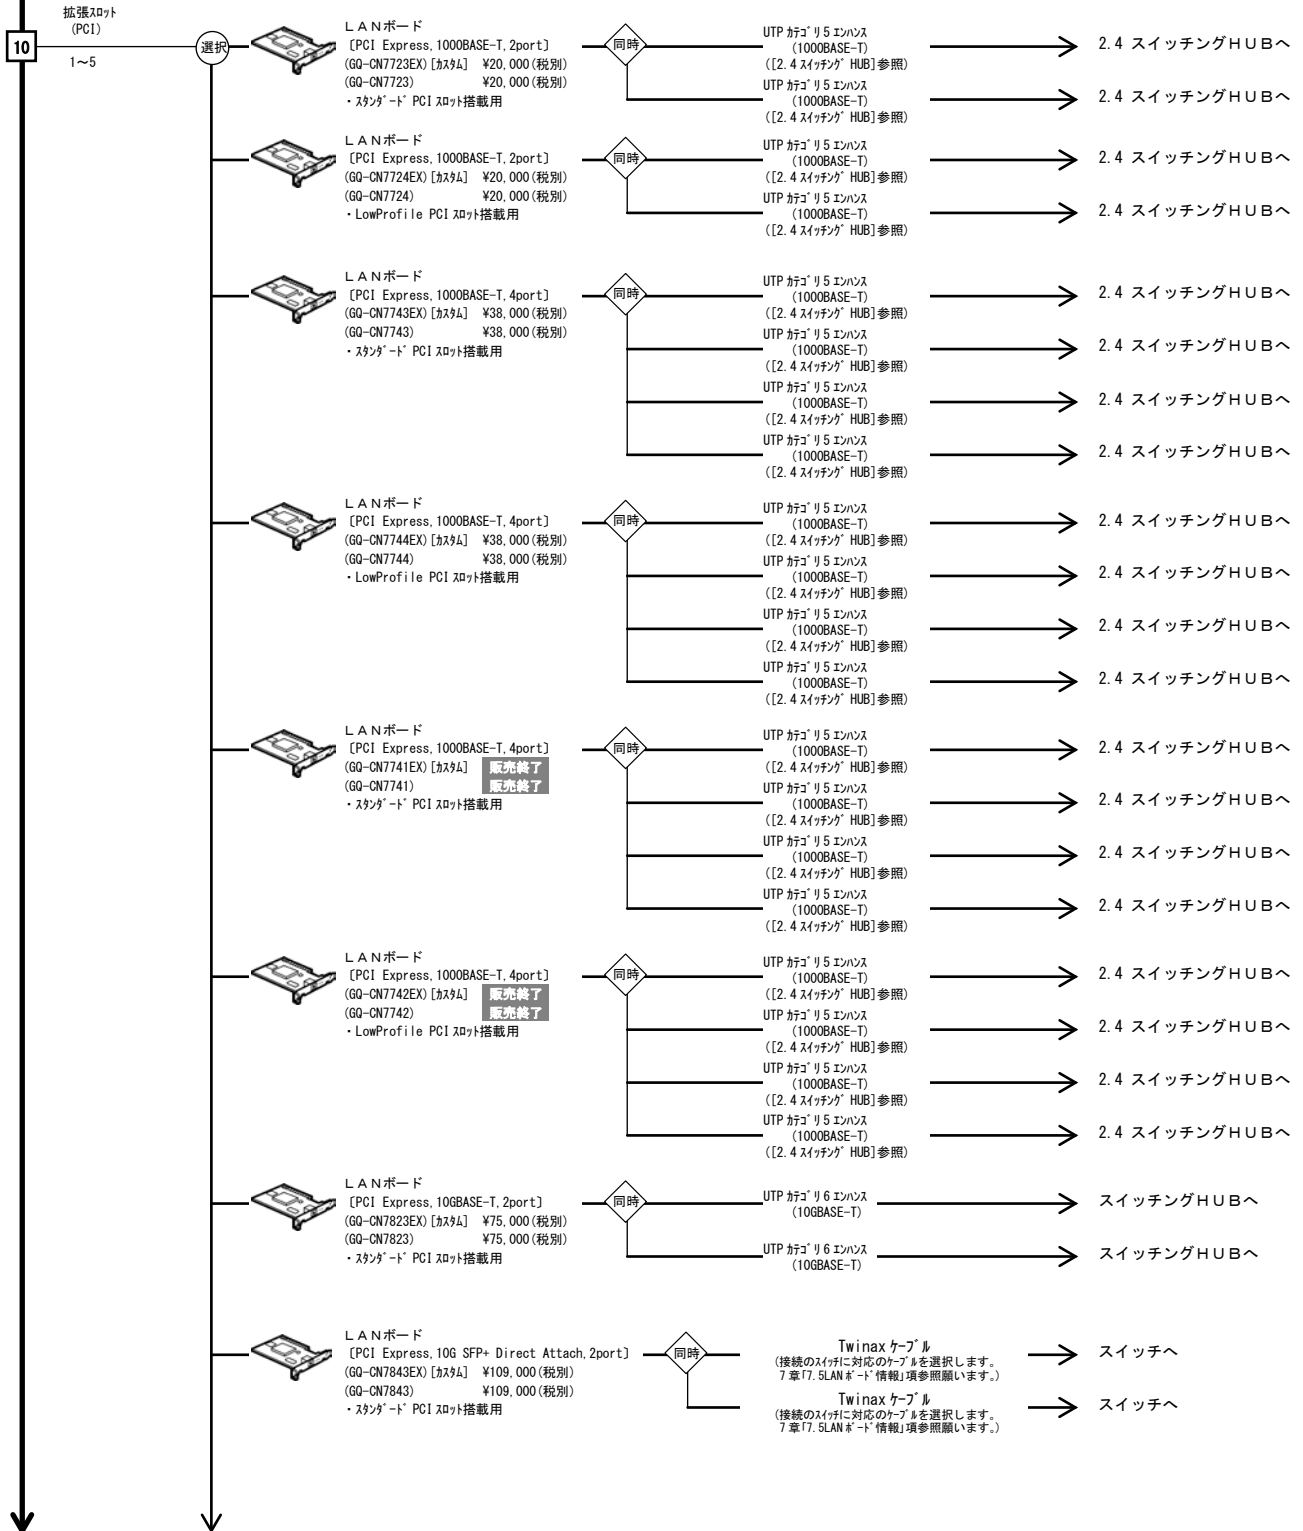 拡張スロット
(PCI)
10
1～5
選択
ＬＡＮボード
〔PCI Express,1000BASE-T,2port〕
(GQ-CN7723EX)[カスタム] ¥20,000(税別)
(GQ-CN7723) ¥20,000(税別)
・スタンダード PCI スロット搭載用
同時
UTP カテゴリ 5 エンハンス
(1000BASE-T)
([2.4 スイッチング HUB]参照)
2.4 スイッチングＨＵＢへ
UTP カテゴリ 5 エンハンス
(1000BASE-T)
([2.4 スイッチング HUB]参照)
2.4 スイッチングＨＵＢへ
ＬＡＮボード
〔PCI Express,1000BASE-T,2port〕
(GQ-CN7724EX)[カスタム] ¥20,000(税別)
(GQ-CN7724) ¥20,000(税別)
・LowProfile PCI スロット搭載用
同時
UTP カテゴリ 5 エンハンス
(1000BASE-T)
([2.4 スイッチング HUB]参照)
2.4 スイッチングＨＵＢへ
UTP カテゴリ 5 エンハンス
(1000BASE-T)
([2.4 スイッチング HUB]参照)
2.4 スイッチングＨＵＢへ
ＬＡＮボード
〔PCI Express,1000BASE-T,4port〕
(GQ-CN7743EX)[カスタム] ¥38,000(税別)
(GQ-CN7743) ¥38,000(税別)
・スタンダード PCI スロット搭載用
同時
UTP カテゴリ 5 エンハンス
(1000BASE-T)
([2.4 スイッチング HUB]参照)
2.4 スイッチングＨＵＢへ
UTP カテゴリ 5 エンハンス
(1000BASE-T)
([2.4 スイッチング HUB]参照)
2.4 スイッチングＨＵＢへ
UTP カテゴリ 5 エンハンス
(1000BASE-T)
([2.4 スイッチング HUB]参照)
2.4 スイッチングＨＵＢへ
UTP カテゴリ 5 エンハンス
(1000BASE-T)
([2.4 スイッチング HUB]参照)
2.4 スイッチングＨＵＢへ
ＬＡＮボード
〔PCI Express,1000BASE-T,4port〕
(GQ-CN7744EX)[カスタム] ¥38,000(税別)
(GQ-CN7744) ¥38,000(税別)
・LowProfile PCI スロット搭載用
同時
UTP カテゴリ 5 エンハンス
(1000BASE-T)
([2.4 スイッチング HUB]参照)
2.4 スイッチングＨＵＢへ
UTP カテゴリ 5 エンハンス
(1000BASE-T)
([2.4 スイッチング HUB]参照)
2.4 スイッチングＨＵＢへ
UTP カテゴリ 5 エンハンス
(1000BASE-T)
([2.4 スイッチング HUB]参照)
2.4 スイッチングＨＵＢへ
UTP カテゴリ 5 エンハンス
(1000BASE-T)
([2.4 スイッチング HUB]参照)
2.4 スイッチングＨＵＢへ
ＬＡＮボード
〔PCI Express,1000BASE-T,4port〕
(GQ-CN7741EX)[カスタム] 販売終了
(GQ-CN7741) 販売終了
・スタンダード PCI スロット搭載用
同時
UTP カテゴリ 5 エンハンス
(1000BASE-T)
([2.4 スイッチング HUB]参照)
2.4 スイッチングＨＵＢへ
UTP カテゴリ 5 エンハンス
(1000BASE-T)
([2.4 スイッチング HUB]参照)
2.4 スイッチングＨＵＢへ
UTP カテゴリ 5 エンハンス
(1000BASE-T)
([2.4 スイッチング HUB]参照)
2.4 スイッチングＨＵＢへ
UTP カテゴリ 5 エンハンス
(1000BASE-T)
([2.4 スイッチング HUB]参照)
2.4 スイッチングＨＵＢへ
ＬＡＮボード
〔PCI Express,1000BASE-T,4port〕
(GQ-CN7742EX)[カスタム] 販売終了
(GQ-CN7742) 販売終了
・LowProfile PCI スロット搭載用
同時
UTP カテゴリ 5 エンハンス
(1000BASE-T)
([2.4 スイッチング HUB]参照)
2.4 スイッチングＨＵＢへ
UTP カテゴリ 5 エンハンス
(1000BASE-T)
([2.4 スイッチング HUB]参照)
2.4 スイッチングＨＵＢへ
UTP カテゴリ 5 エンハンス
(1000BASE-T)
([2.4 スイッチング HUB]参照)
2.4 スイッチングＨＵＢへ
UTP カテゴリ 5 エンハンス
(1000BASE-T)
([2.4 スイッチング HUB]参照)
2.4 スイッチングＨＵＢへ
ＬＡＮボード
〔PCI Express,10GBASE-T,2port〕
(GQ-CN7823EX)[カスタム] ¥75,000(税別)
(GQ-CN7823) ¥75,000(税別)
・スタンダード PCI スロット搭載用
同時
UTP カテゴリ 6 エンハンス
(10GBASE-T)
スイッチングＨＵＢへ
UTP カテゴリ 6 エンハンス
(10GBASE-T)
スイッチングＨＵＢへ
ＬＡＮボード
〔PCI Express,10G SFP+ Direct Attach,2port〕
(GQ-CN7843EX)[カスタム] ¥109,000(税別)
(GQ-CN7843) ¥109,000(税別)
・スタンダード PCI スロット搭載用
同時
Twinax ケーブル
(接続のスイッチに対応のケーブルを選択します。
7 章「7.5LAN ボード情報」項参照願います。)
スイッチへ
Twinax ケーブル
(接続のスイッチに対応のケーブルを選択します。
7 章「7.5LAN ボード情報」項参照願います。)
スイッチへ